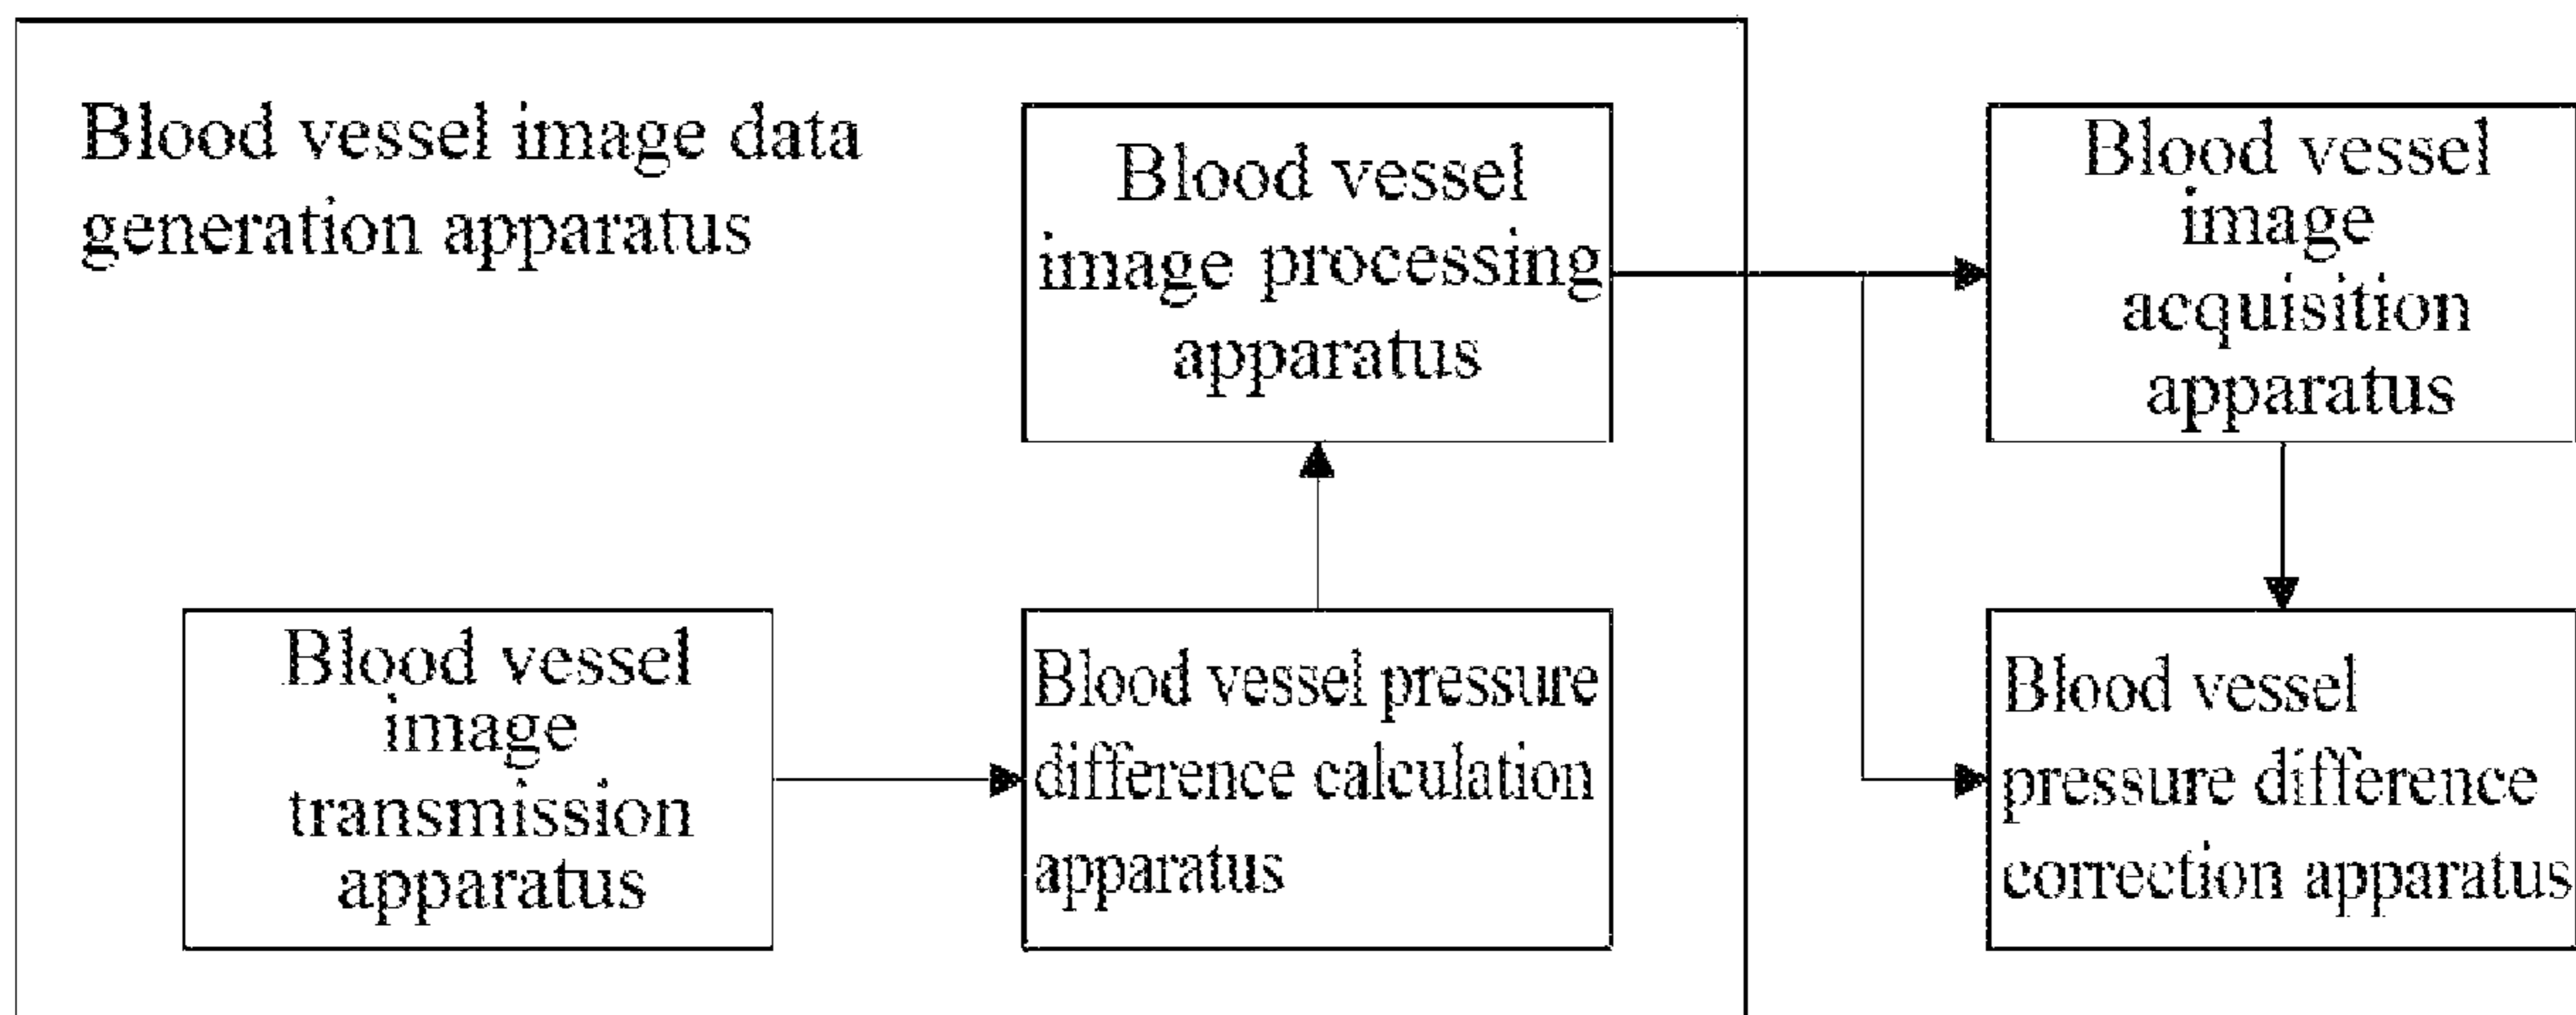 Blood vessel image data
generation apparatus
Blood vessel
image processing
apparatus
Blood vessel
image
acquisition
apparatus
Blood vessel
image
transmission
apparatus
Blood vessel pressure
difference calculation
apparatus
Blood vessel
pressure difference
correction apparatus